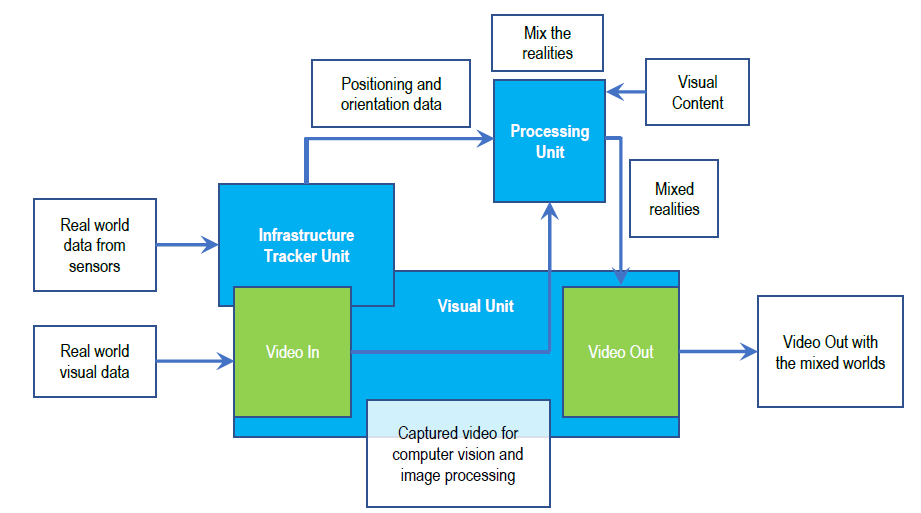 Mix the
realities
Positioning and
orientation data
Visual
Content
Processing
Unit
Mixed
realities
Real world
data from
sensors
Infrastructure
Tracker Unit
Visual Unit
Real world
visual data
Video In
Video Out
Video Out with
the mixed worlds
Captured video for
computer vision and
image processing